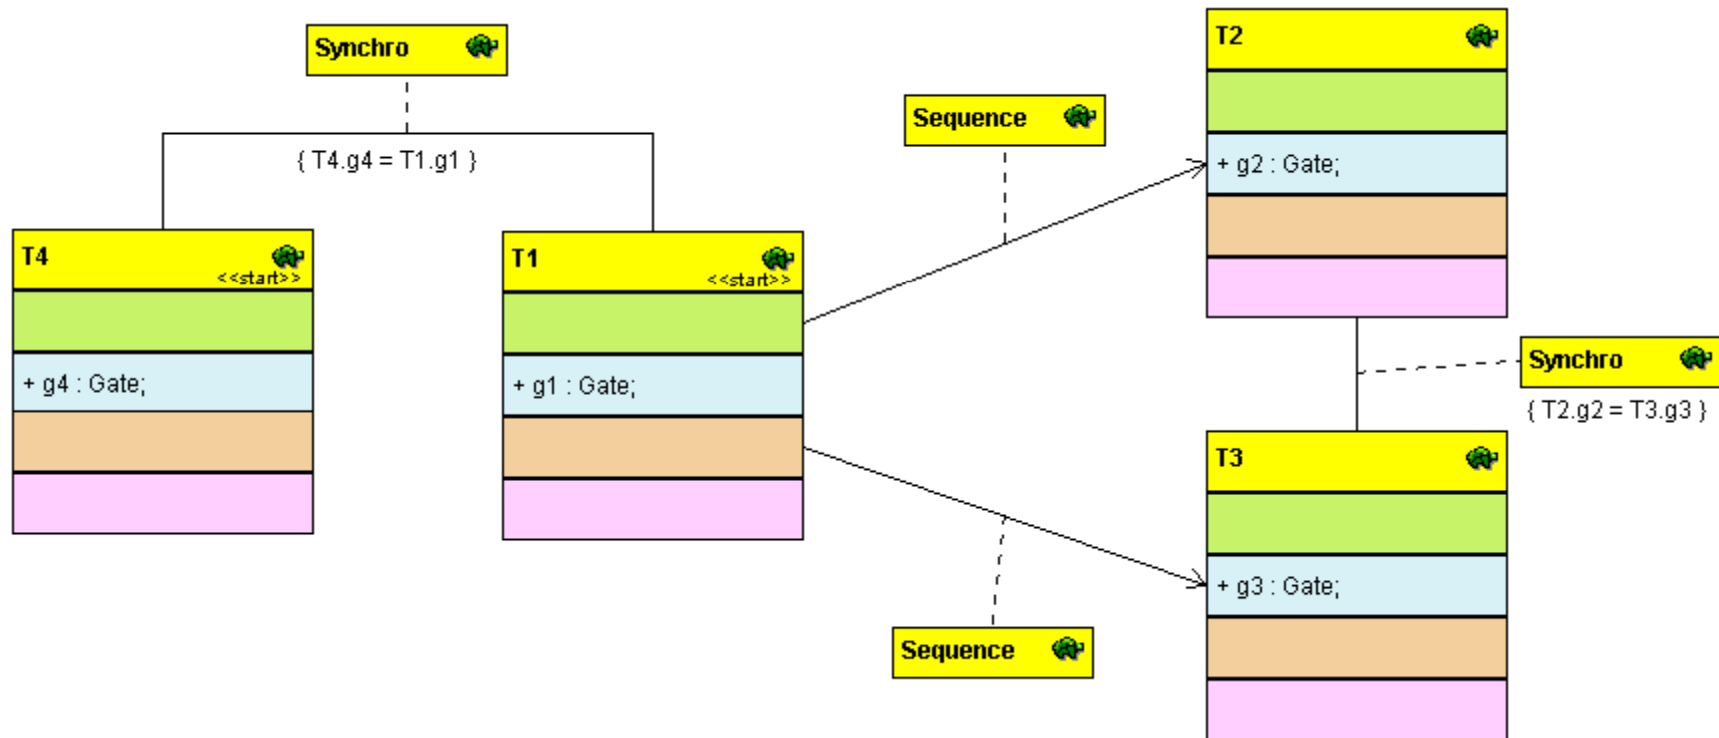 Synchro
{ T4.g4 = T1.g1 }
T4
<<start>>
+ g4 : Gate;
T1
<<start>>
+ g1 : Gate;
Sequence
Sequence
T2
+ g2 : Gate;
Synchro
{ T2.g2 = T3.g3 }
T3
+ g3 : Gate;